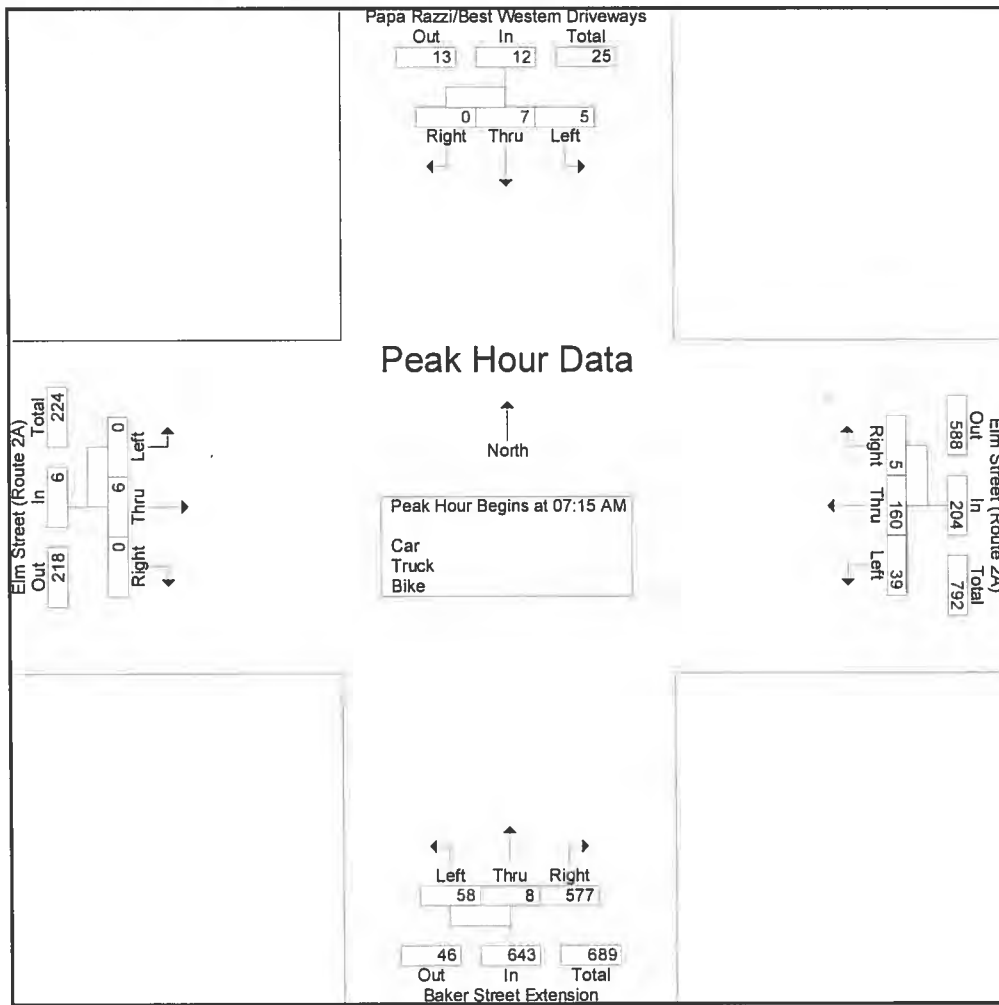 Papa Razzi/Best Western Driveways
Out In Total
13 12 25
0 7 5
Right Thru Left
Peak Hour Data
North
Peak Hour Begins at 07:15 AM
Car
Truck
Bike
Elm Street (Route 2A)
Out In Total
218 6 224
0 6 0
Right Thru Left
Elm Street (Route 2A)
Out In Total
588 204 792
5 160 39
Right Thru Left
Left Thru Right
58 8 577
46 643 689
Out In Total
Baker Street Extension